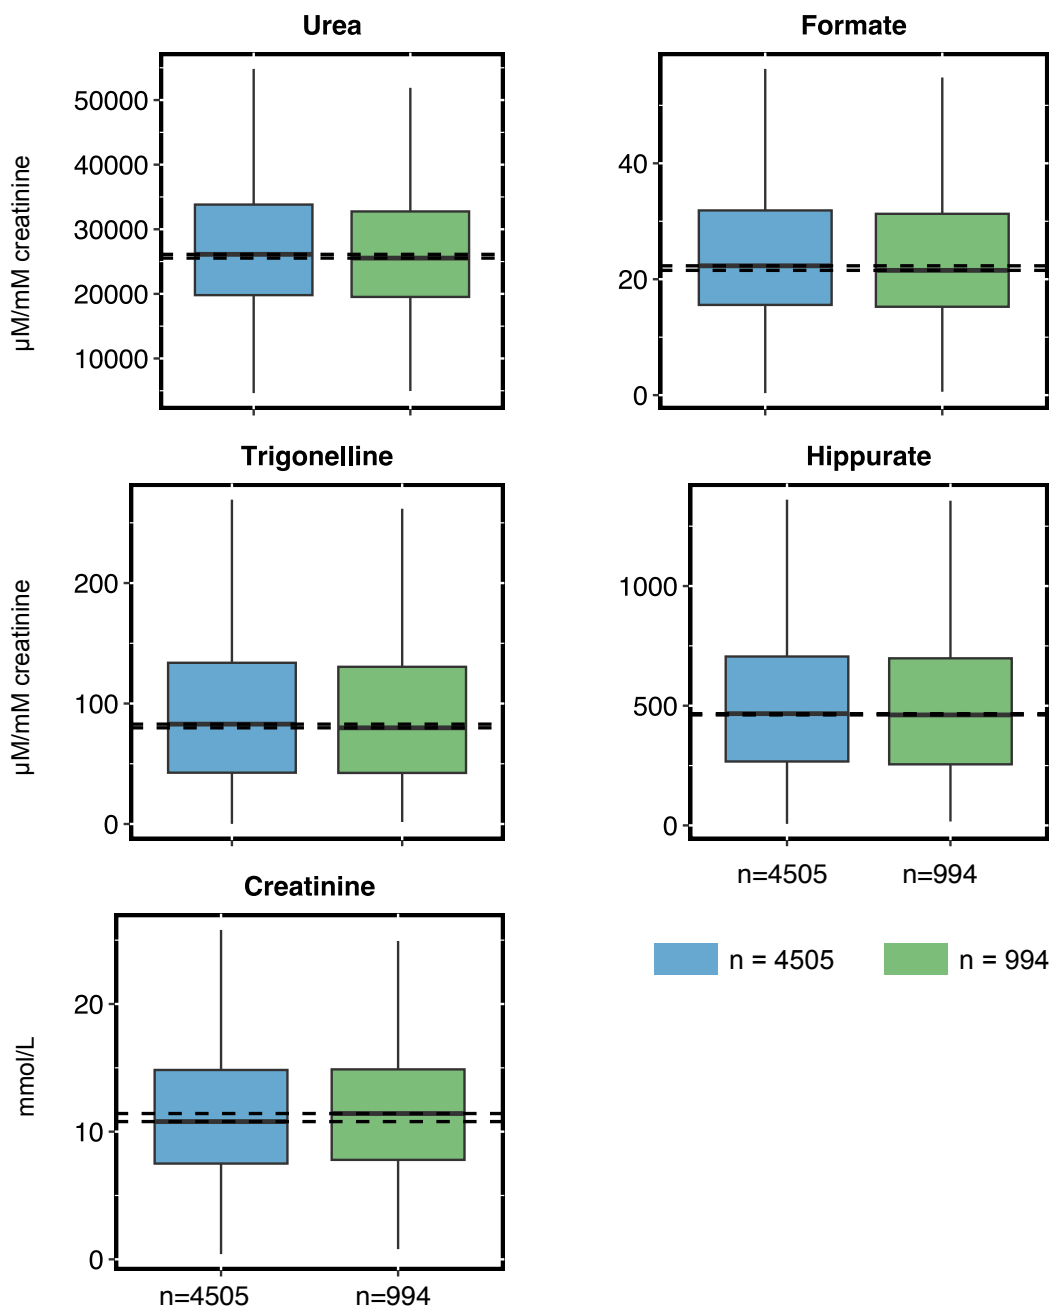 Urea
50000
40000
30000
20000
10000
µM/mM creatinine
Formate
40
20
0
Trigonelline
200
100
0
µM/mM creatinine
Hippurate
1000
500
0
n=4505 n=994
Creatinine
20
10
0
mmol/L
n=4505 n=994
n = 4505 n = 994